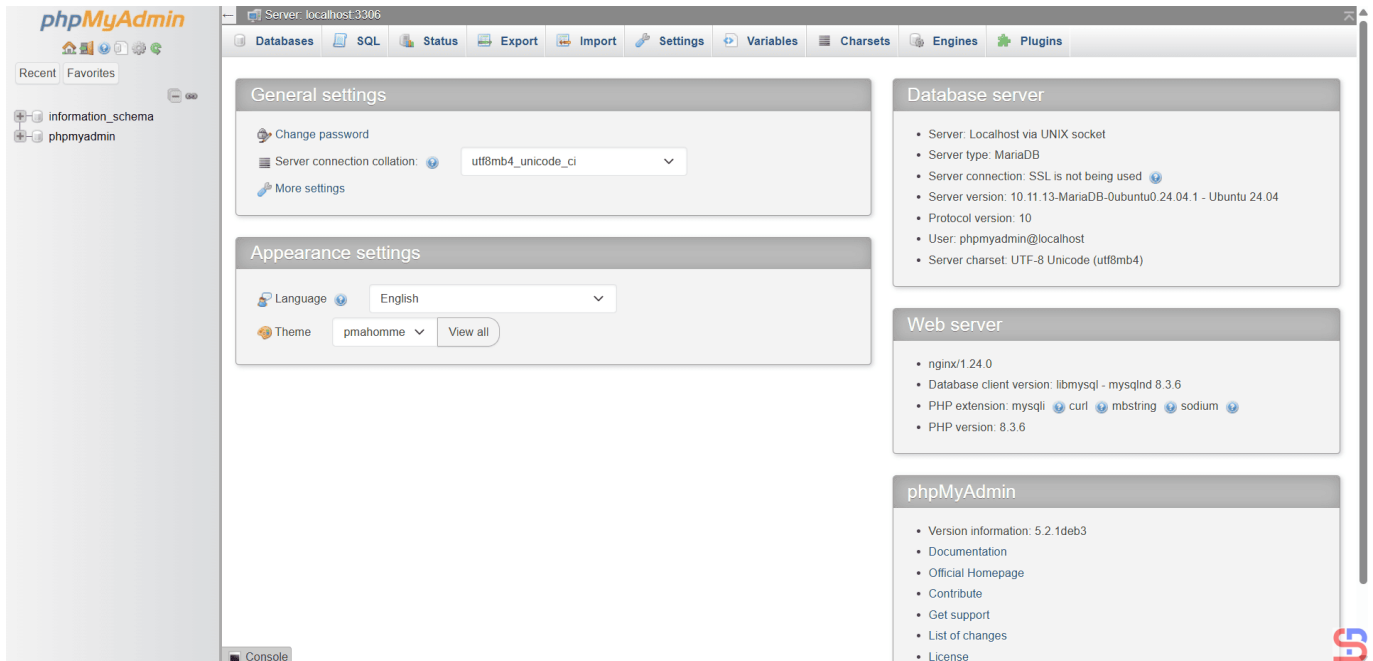 phpMyAdmin
Recent Favorites
information_schema
phpmyadmin
Server: localhost:3306
Databases SQL Status Export Import Settings Variables Charsets Engines Plugins
General settings
Change password
Server connection collation: utf8mb4_unicode_ci
More settings
Appearance settings
Language English
Theme pmahomme View all
Database server
Server: Localhost via UNIX socket
Server type: MariaDB
Server connection: SSL is not being used
Server version: 10.11.13-MariaDB-0ubuntu0.24.04.1 - Ubuntu 24.04
Protocol version: 10
User: phpmyadmin@localhost
Server charset: UTF-8 Unicode (utf8mb4)
Web server
nginx/1.24.0
Database client version: libmysql - mysqlnd 8.3.6
PHP extension: mysqli curl mbstring sodium
PHP version: 8.3.6
phpMyAdmin
Version information: 5.2.1deb3
Documentation
Official Homepage
Contribute
Get support
List of changes
License
Console